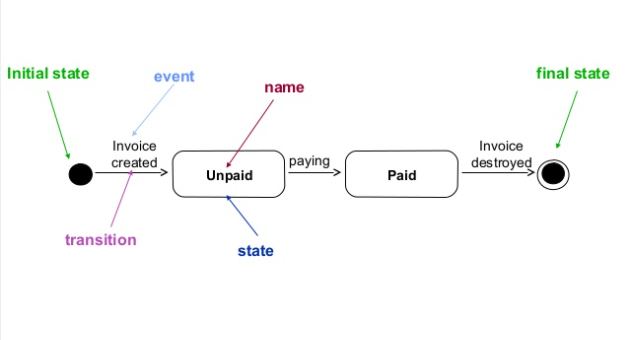 Initial state
event
name
final state
Invoice
created
Unpaid
paying
Paid
Invoice
destroyed
transition
state